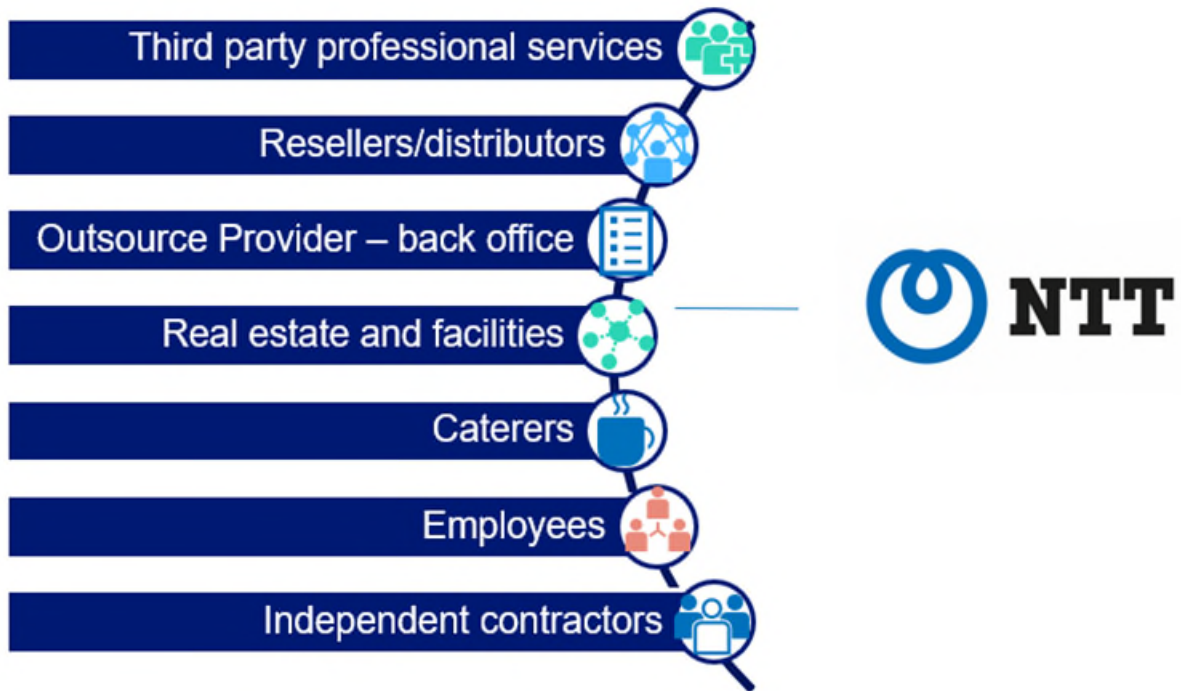 Third party professional services
Resellers/distributors
Outsource Provider – back office
Real estate and facilities
NTT
Caterers
Employees
Independent contractors